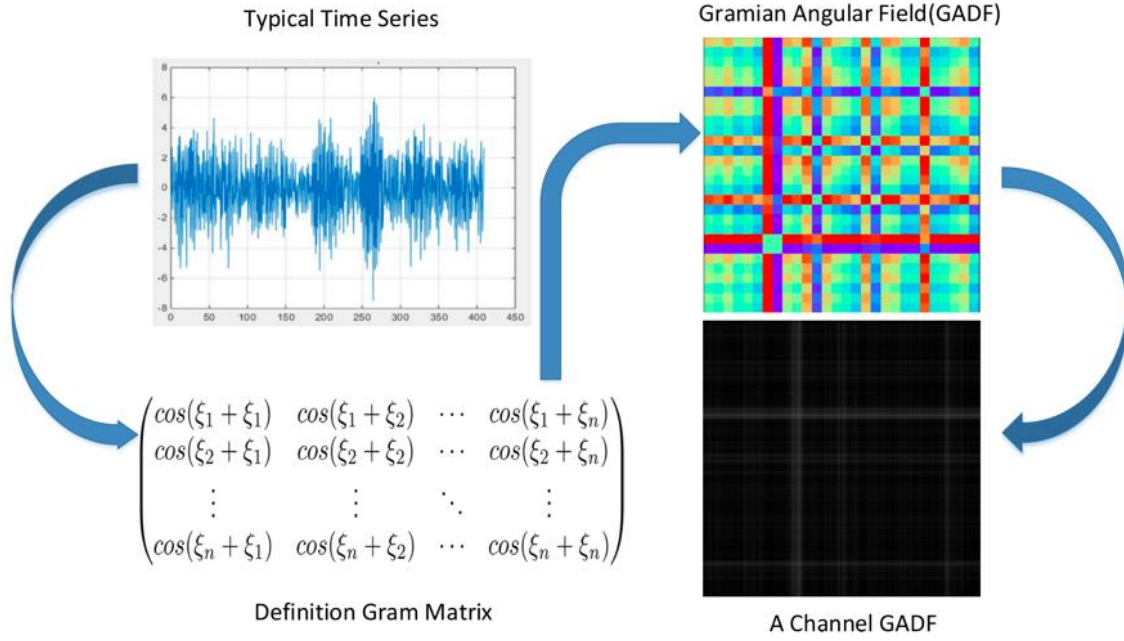 Typical Time Series
Gramian Angular Field(GADF)
8
6
4
2
0
-2
-4
-6
-8
0 50 100 150 200 250 300 350 400 450
cos(ξ₁ + ξ₁) cos(ξ₁ + ξ₂) ⋯ cos(ξ₁ + ξₙ)
cos(ξ₂ + ξ₁) cos(ξ₂ + ξ₂) ⋯ cos(ξ₂ + ξₙ)
⋮ ⋮ ⋱ ⋮
cos(ξₙ + ξ₁) cos(ξₙ + ξ₂) ⋯ cos(ξₙ + ξₙ)
Definition Gram Matrix
A Channel GADF